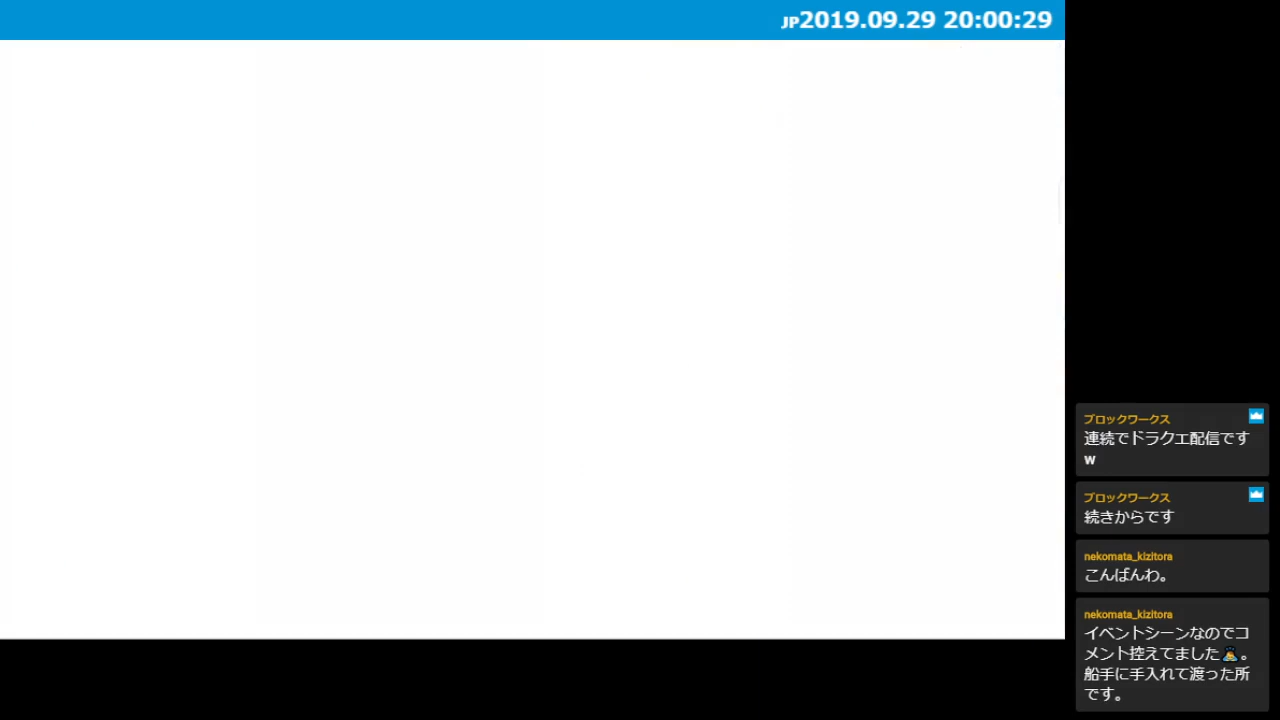 JP2019.09.29 20:00:29
ブロックワークス
連続でドラクエ配信です
w
ブロックワークス
続きからです
nekomata_kizitora
こんばんわ。
nekomata_kizitora
イベントシーンなのでコ
メント控えてました🙇。
船手に手入れて渡った所
です。